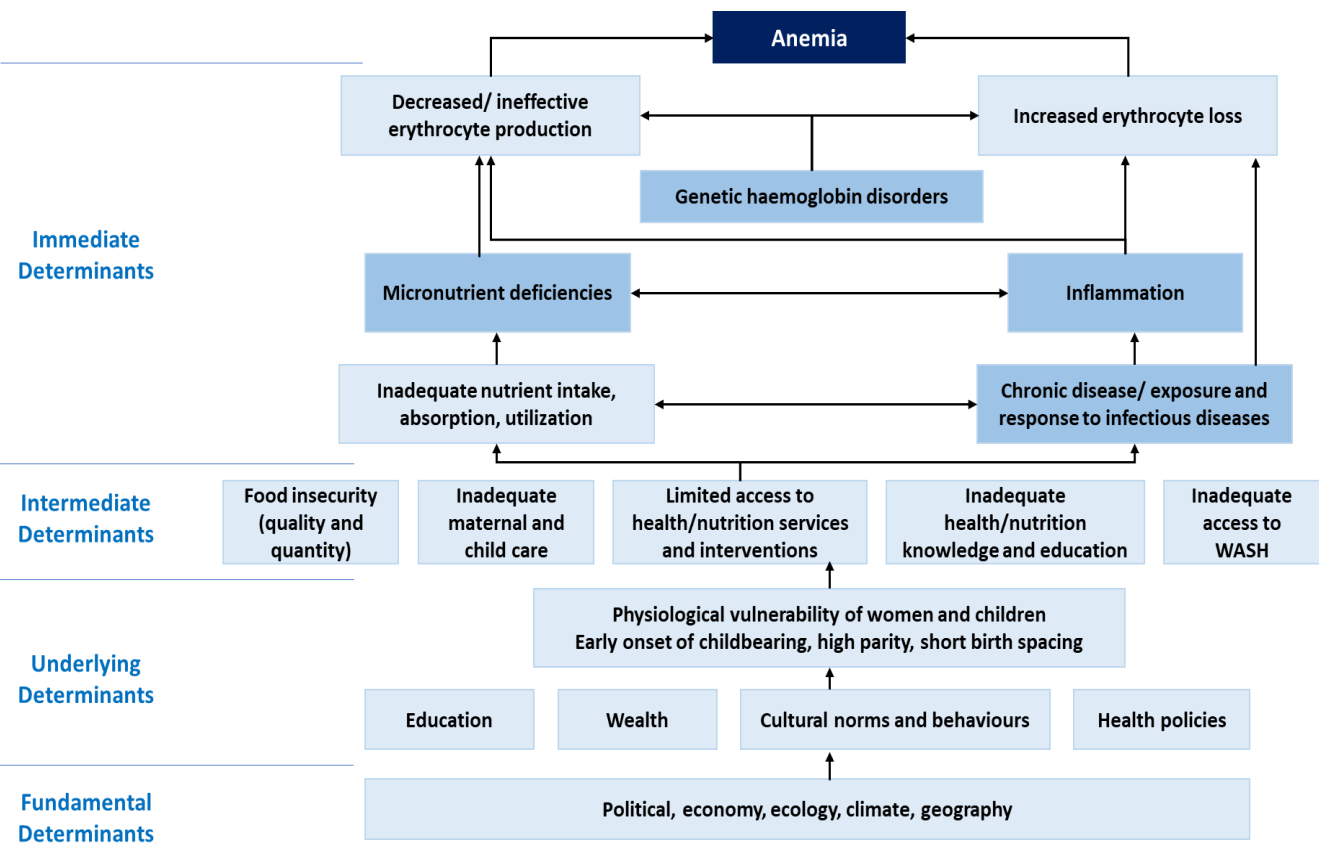 Anemia
Decreased/ ineffective
erythrocyte production
Increased erythrocyte loss
Genetic haemoglobin disorders
Immediate
Determinants
Micronutrient deficiencies
Inflammation
Inadequate nutrient intake,
absorption, utilization
Chronic disease/ exposure and
response to infectious diseases
Intermediate
Determinants
Food insecurity
(quality and
quantity)
Inadequate
maternal and
child care
Limited access to
health/nutrition services
and interventions
Inadequate
health/nutrition
knowledge and education
Inadequate
access to
WASH
Underlying
Determinants
Physiological vulnerability of women and children
Early onset of childbearing, high parity, short birth spacing
Education
Wealth
Cultural norms and behaviours
Health policies
Fundamental
Determinants
Political, economy, ecology, climate, geography